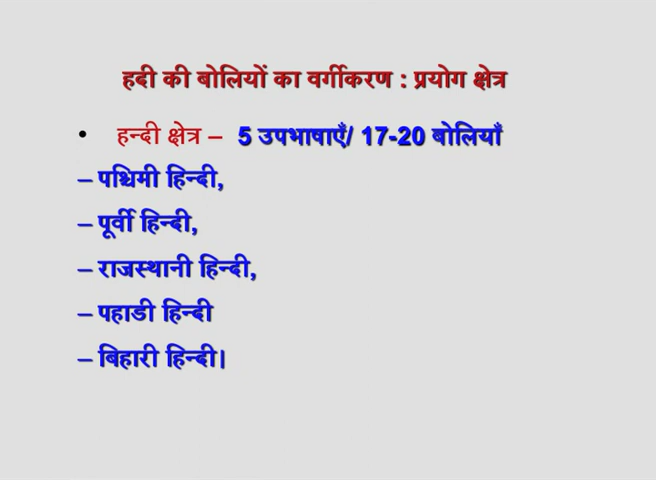 हदी की बोलियों का वर्गीकरण : प्रयोग क्षेत्र
• हन्दी क्षेत्र – 5 उपभाषाएँ/ 17-20 बोलियाँ
– पश्चिमी हिन्दी,
– पूर्वी हिन्दी,
– राजस्थानी हिन्दी,
– पहाडी हिन्दी
– बिहारी हिन्दी।